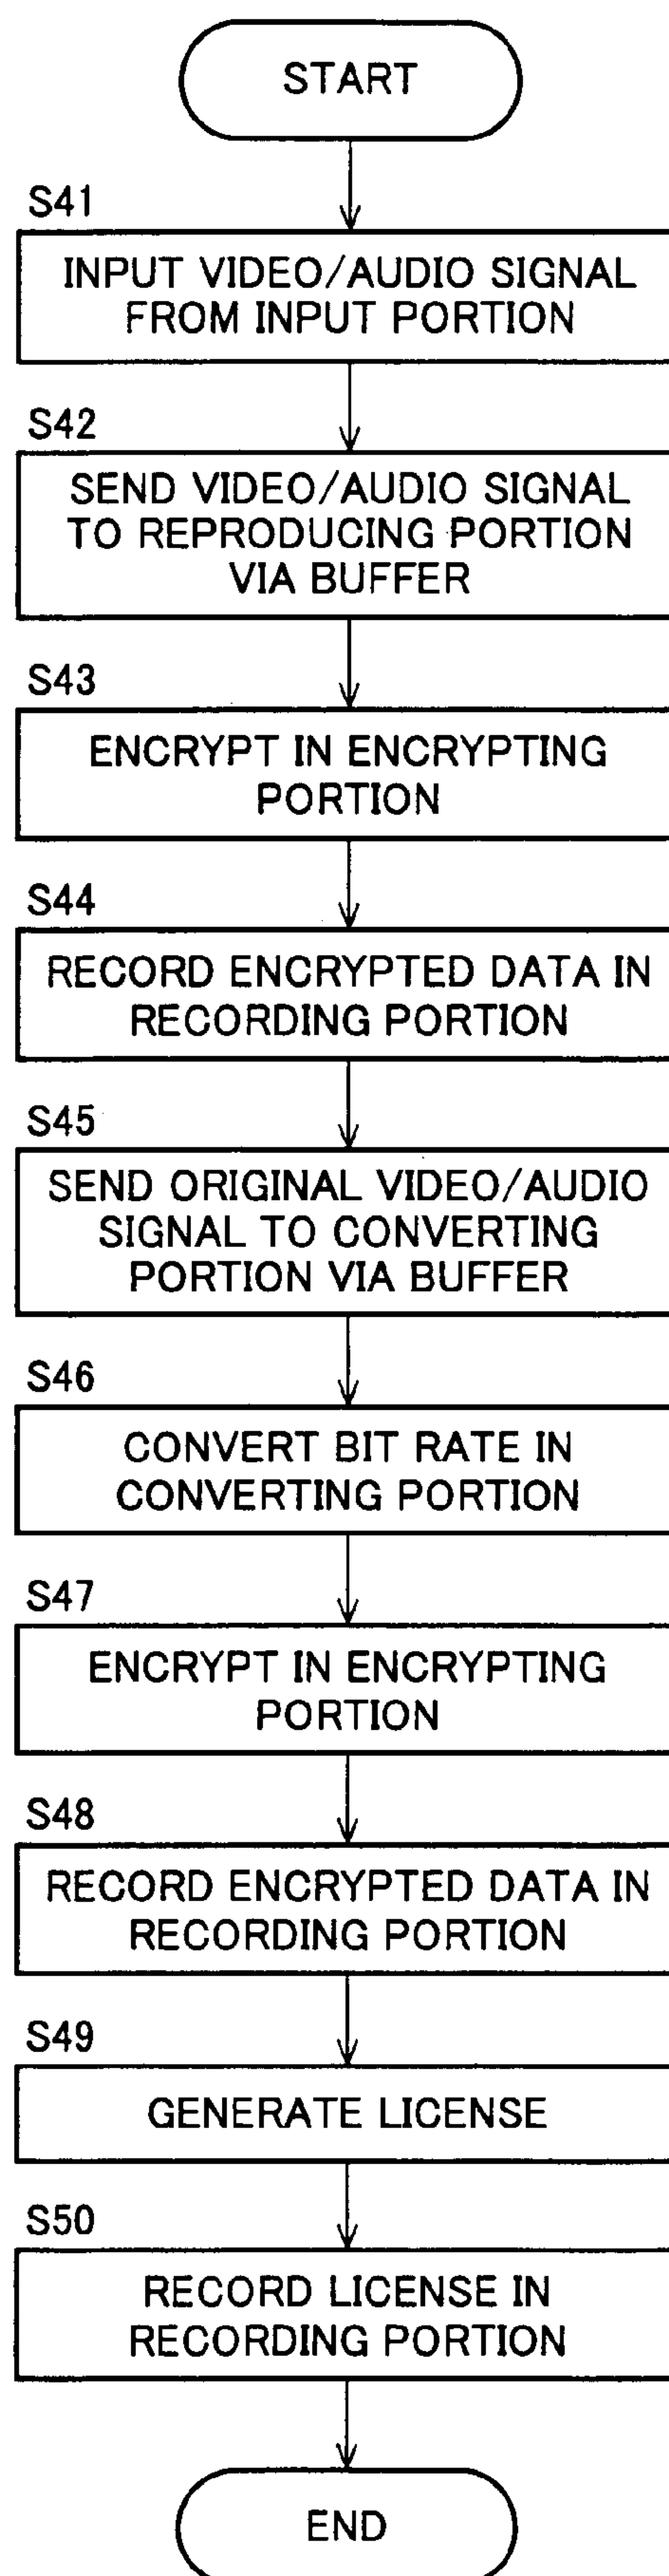 START
S41
INPUT VIDEO/AUDIO SIGNAL
FROM INPUT PORTION
S42
SEND VIDEO/AUDIO SIGNAL
TO REPRODUCING PORTION
VIA BUFFER
S43
ENCRYPT IN ENCRYPTING
PORTION
S44
RECORD ENCRYPTED DATA IN
RECORDING PORTION
S45
SEND ORIGINAL VIDEO/AUDIO
SIGNAL TO CONVERTING
PORTION VIA BUFFER
S46
CONVERT BIT RATE IN
CONVERTING PORTION
S47
ENCRYPT IN ENCRYPTING
PORTION
S48
RECORD ENCRYPTED DATA IN
RECORDING PORTION
S49
GENERATE LICENSE
S50
RECORD LICENSE IN
RECORDING PORTION
END